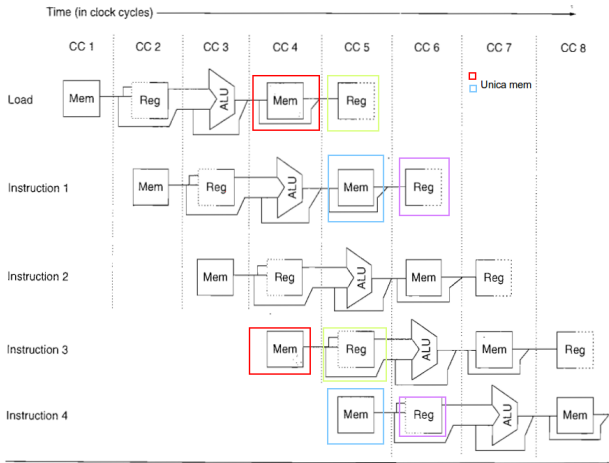 Time (in clock cycles)
CC 1 CC 2 CC 3 CC 4 CC 5 CC 6 CC 7 CC 8
Unica mem
Load Mem Reg ALU Mem Reg
Instruction 1 Mem Reg ALU Mem Reg
Instruction 2 Mem Reg ALU Mem Reg
Instruction 3 Mem Reg ALU Mem Reg
Instruction 4 Mem Reg ALU Mem